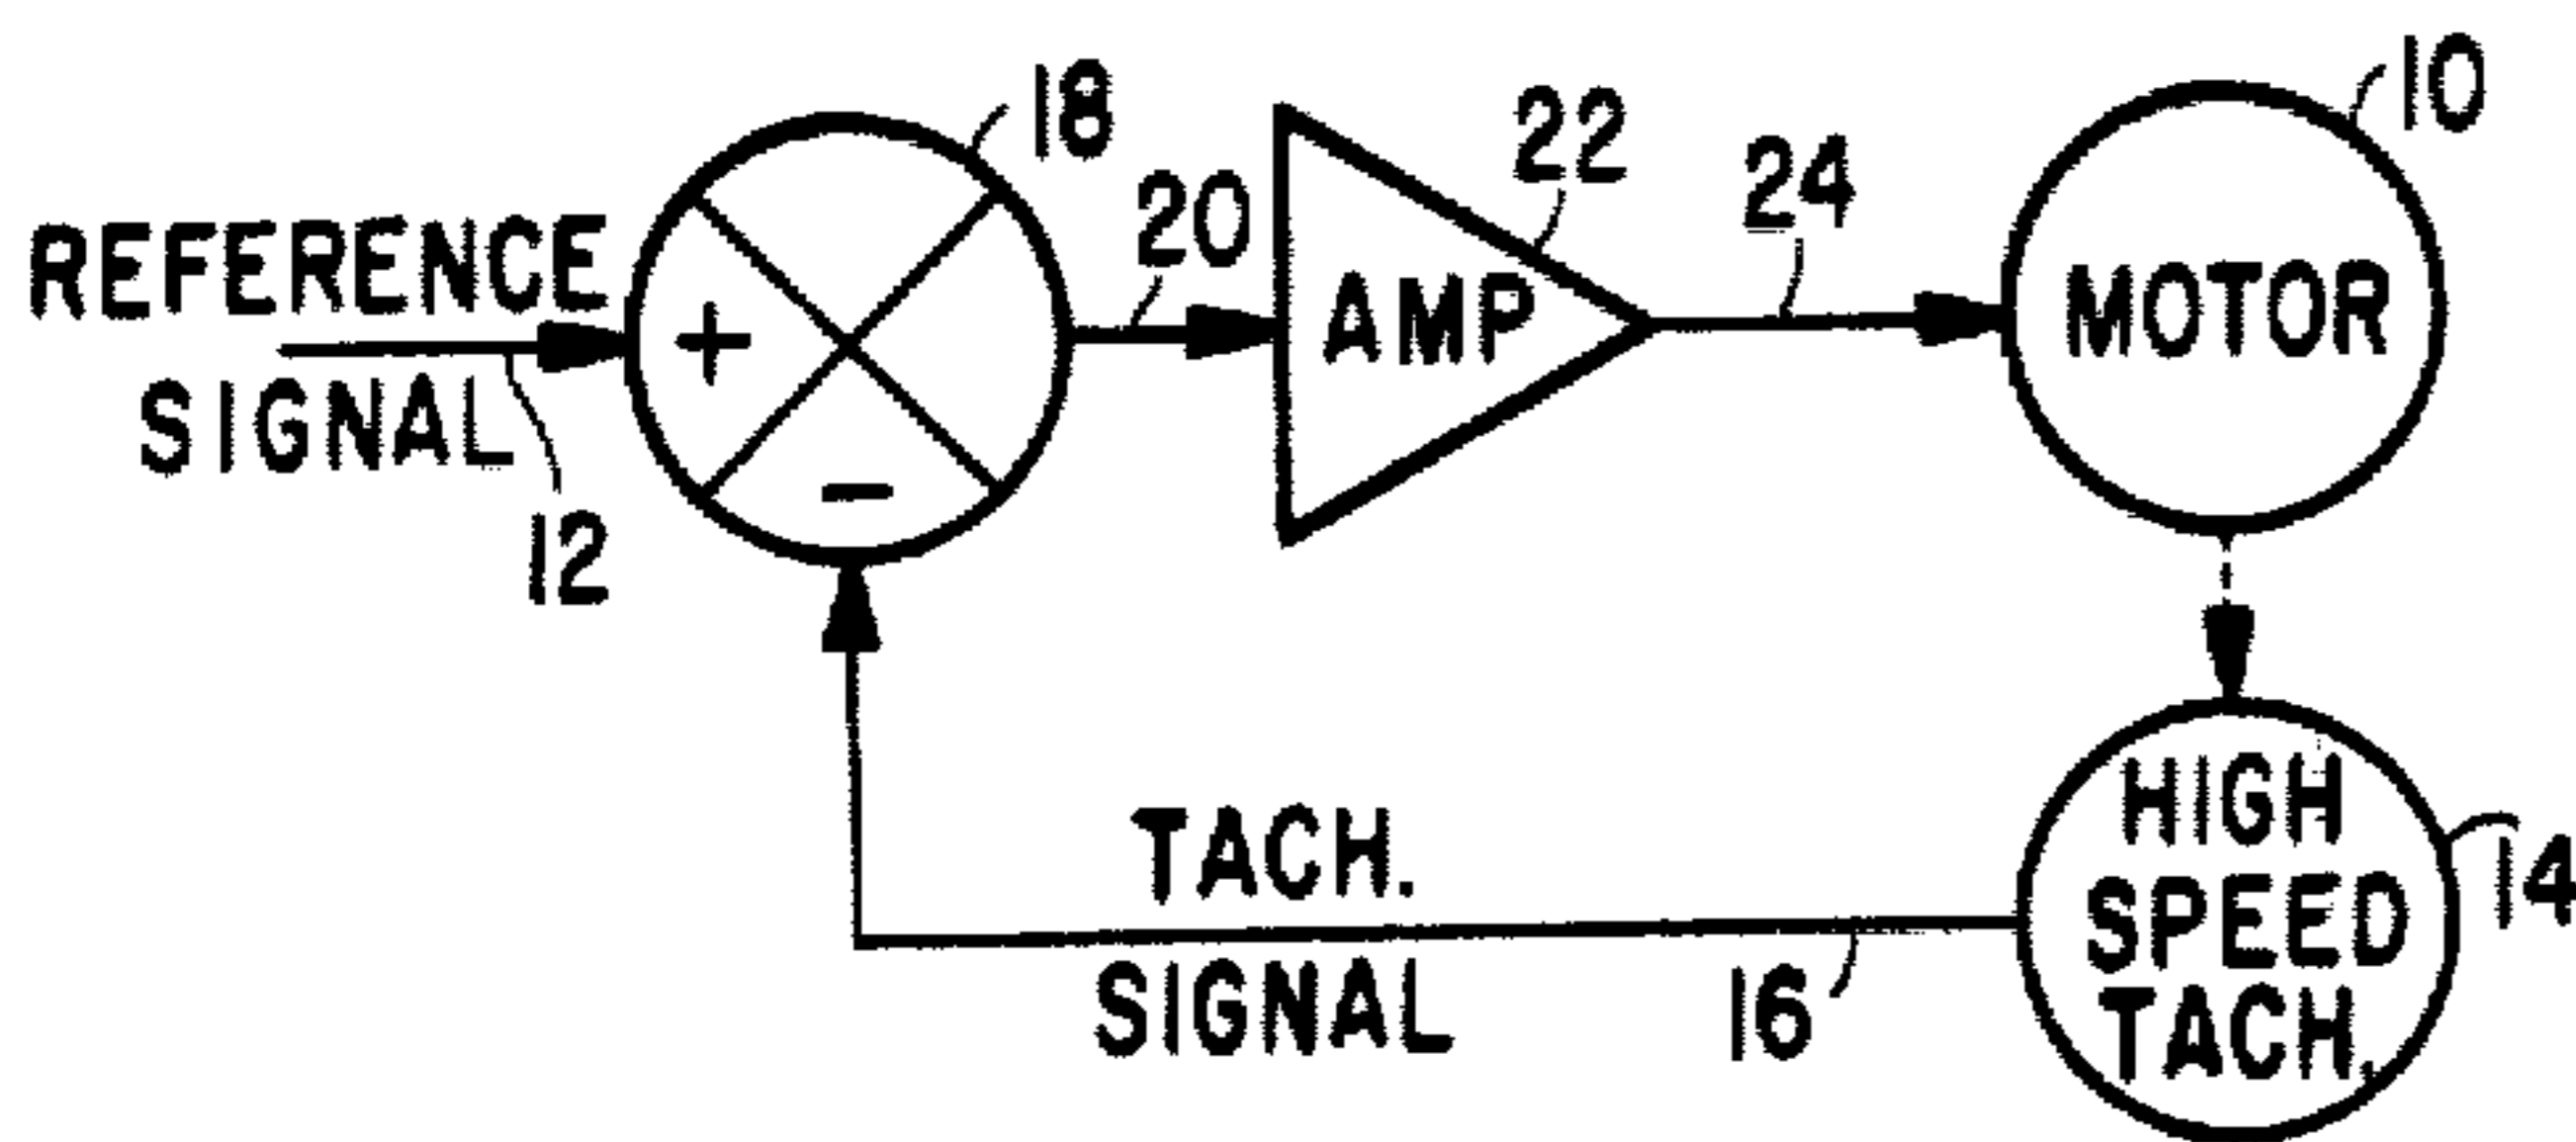 18
22
10
20
24
REFERENCE
+
AMP
MOTOR
SIGNAL
-
12
HIGH
TACH.
14
SPEED
SIGNAL
16
TACH.